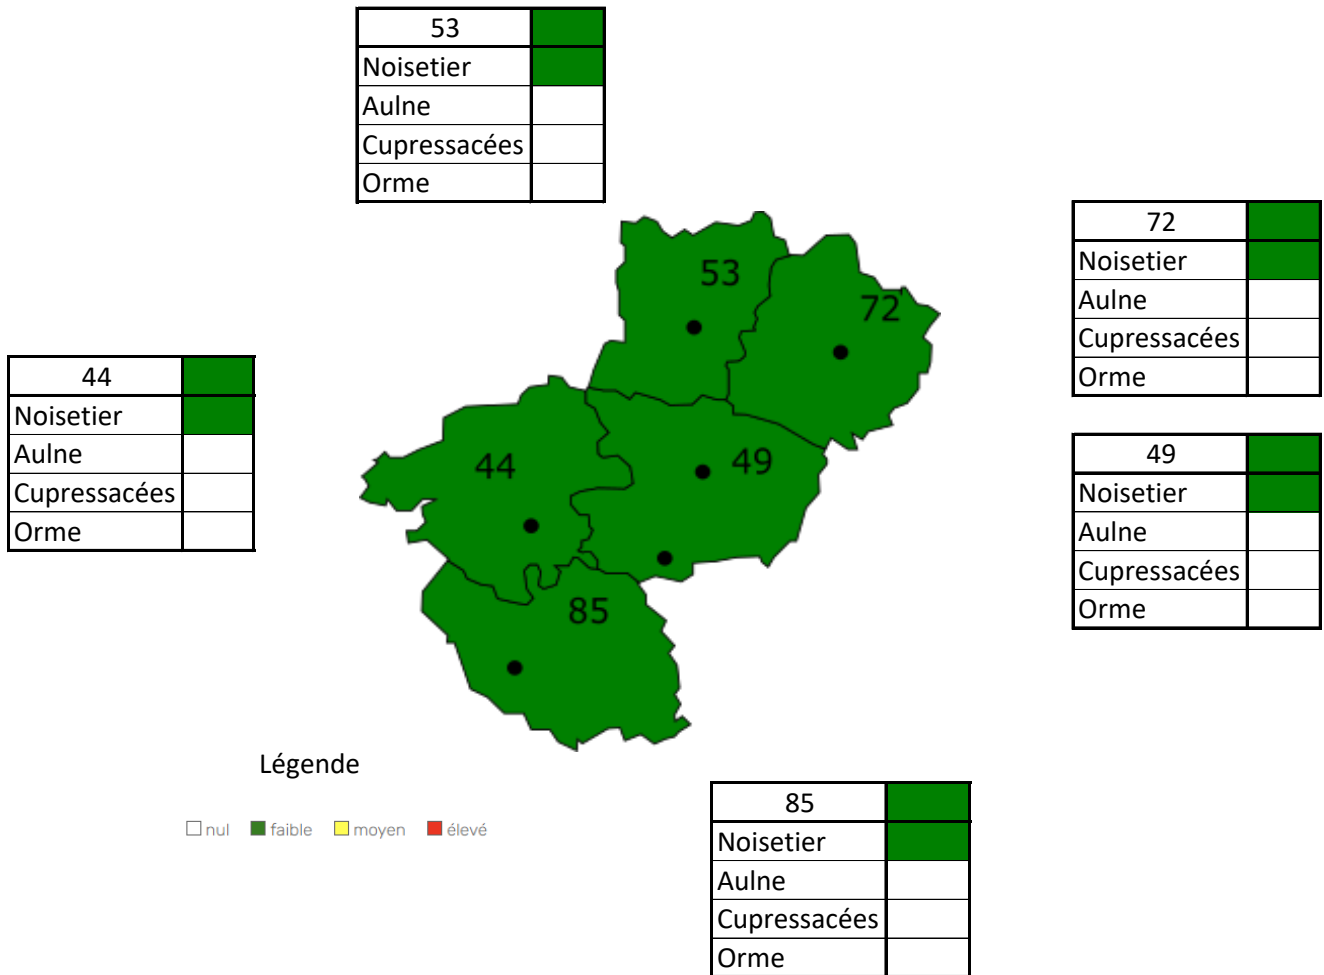 53
Noisetier
Aulne
Cupressacées
Orme
72
Noisetier
Aulne
Cupressacées
Orme
44
Noisetier
Aulne
Cupressacées
Orme
49
Noisetier
Aulne
Cupressacées
Orme
53
72
44
49
85
Légende
nul faible moyen élevé
85
Noisetier
Aulne
Cupressacées
Orme